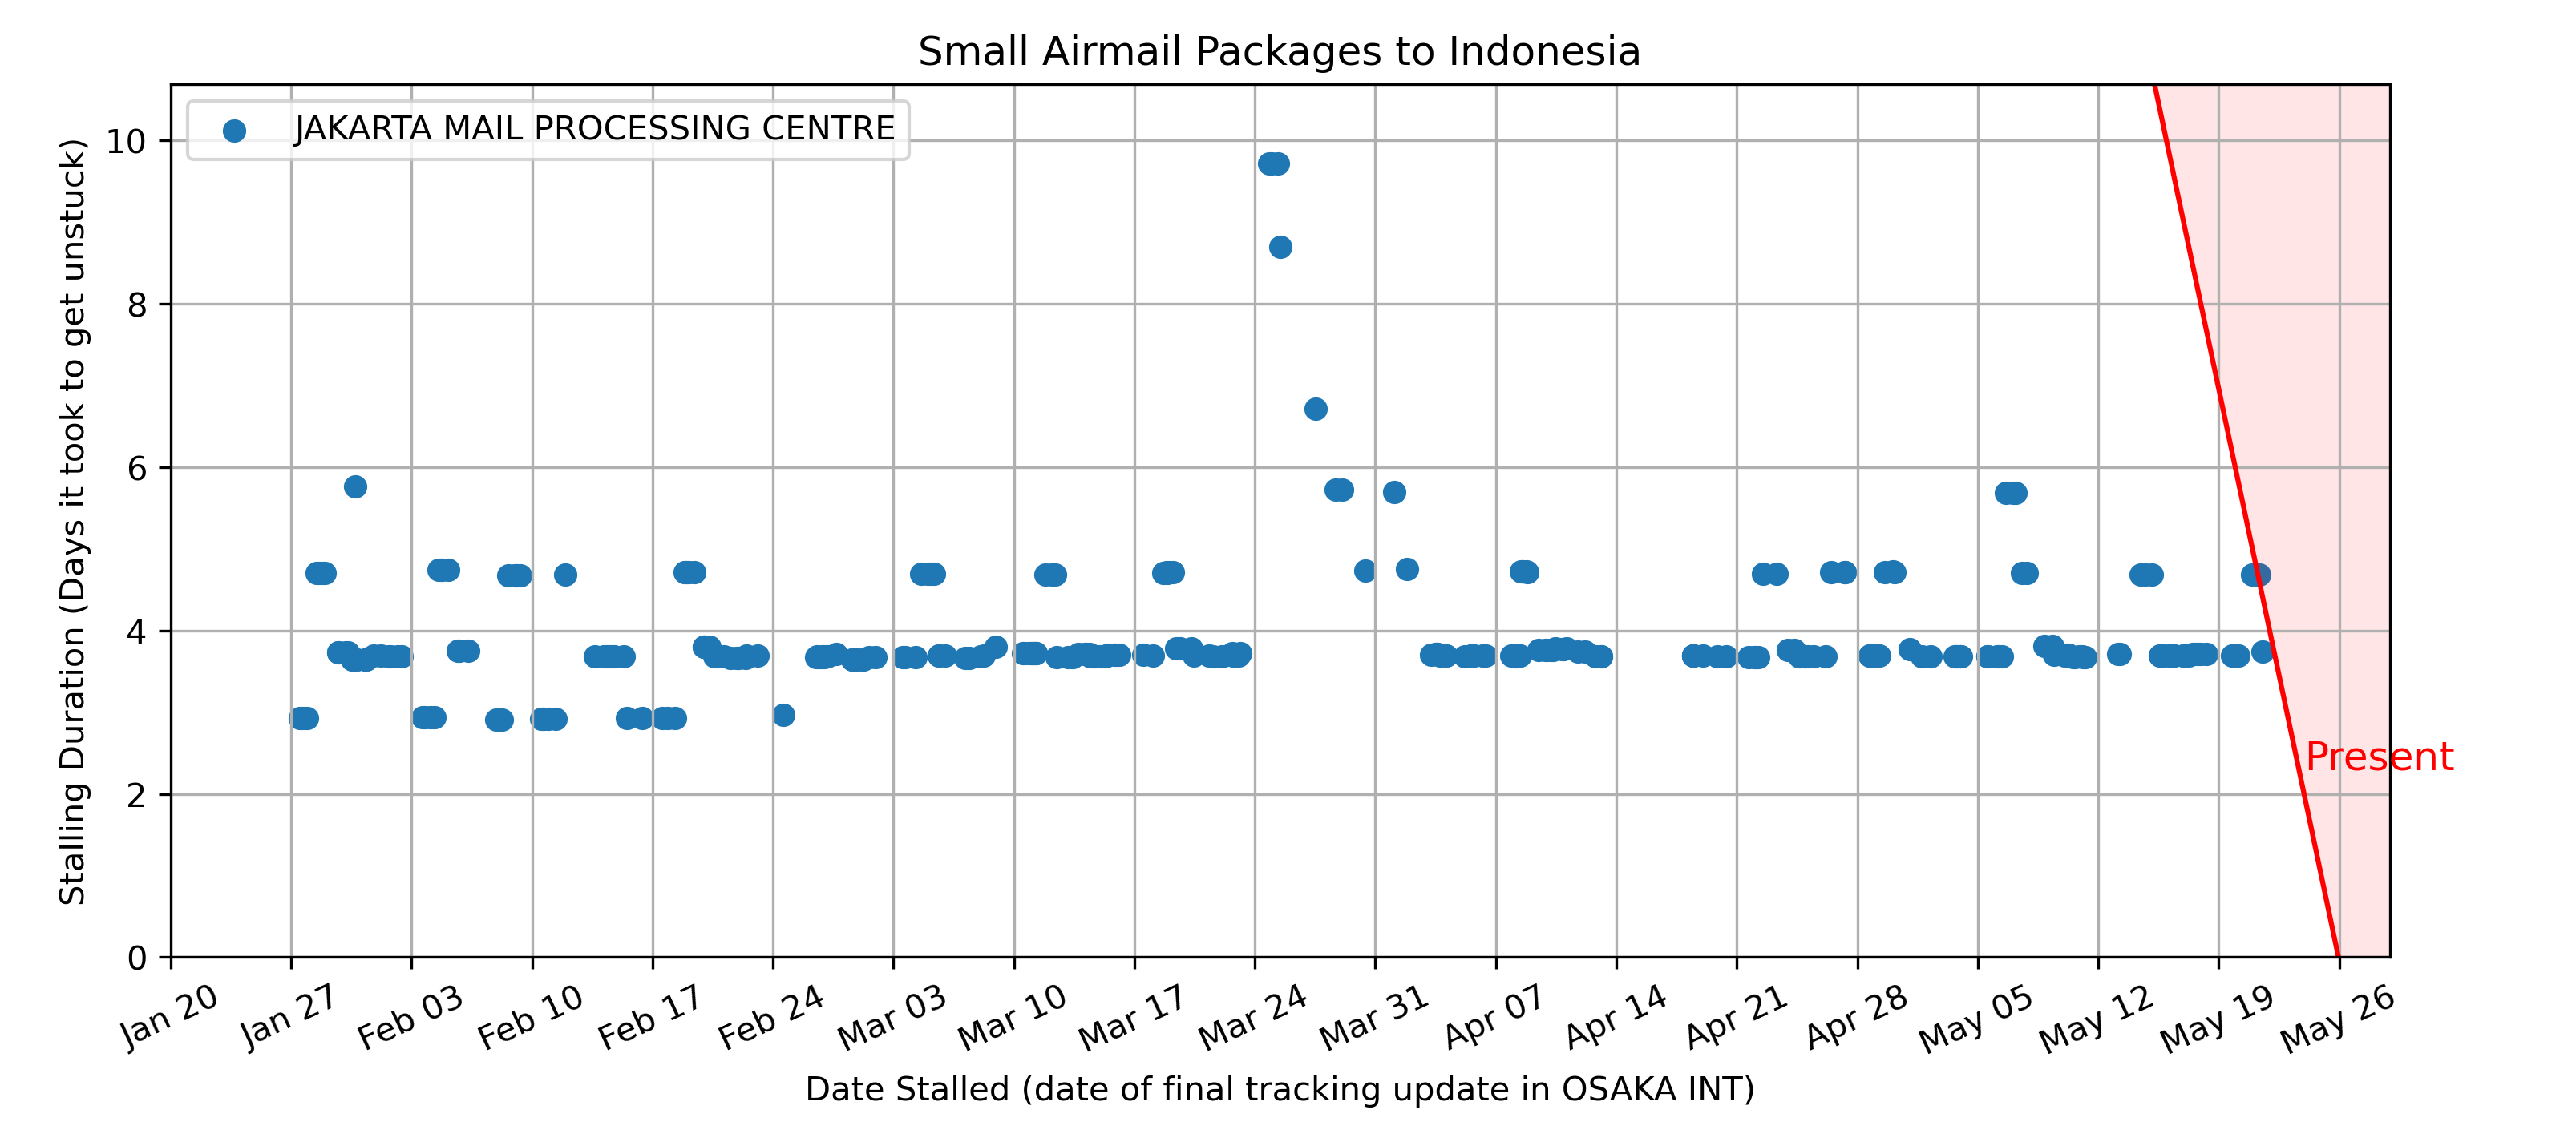 Small Airmail Packages to Indonesia
JAKARTA MAIL PROCESSING CENTRE
Stalling Duration (Days it took to get unstuck)
10
8
6
4
2
0
Present
Jan 20
Jan 27
Feb 03
Feb 10
Feb 17
Feb 24
Mar 03
Mar 10
Mar 17
Mar 24
Mar 31
Apr 07
Apr 14
Apr 21
Apr 28
May 05
May 12
May 19
May 26
Date Stalled (date of final tracking update in OSAKA INT)